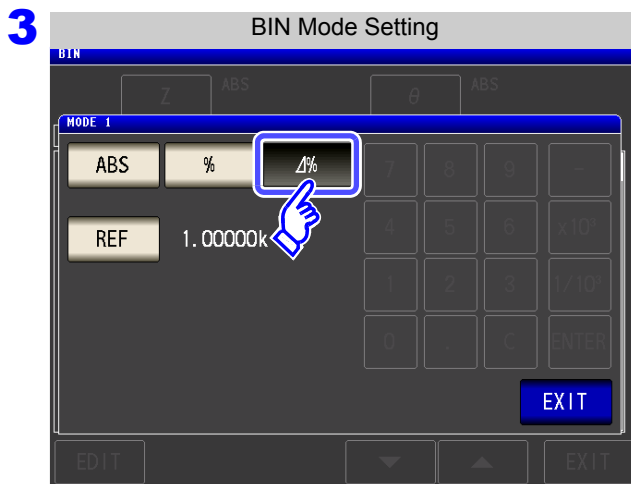 3
BIN Mode Setting
BIN
Z ABS θ ABS
MODE 1
ABS % Δ% 7 8 9 -
REF 1.00000k 4 5 6 x10³
1 2 3 1/10³
0 . C ENTER
EXIT
EDIT ▼ ▲ EXIT